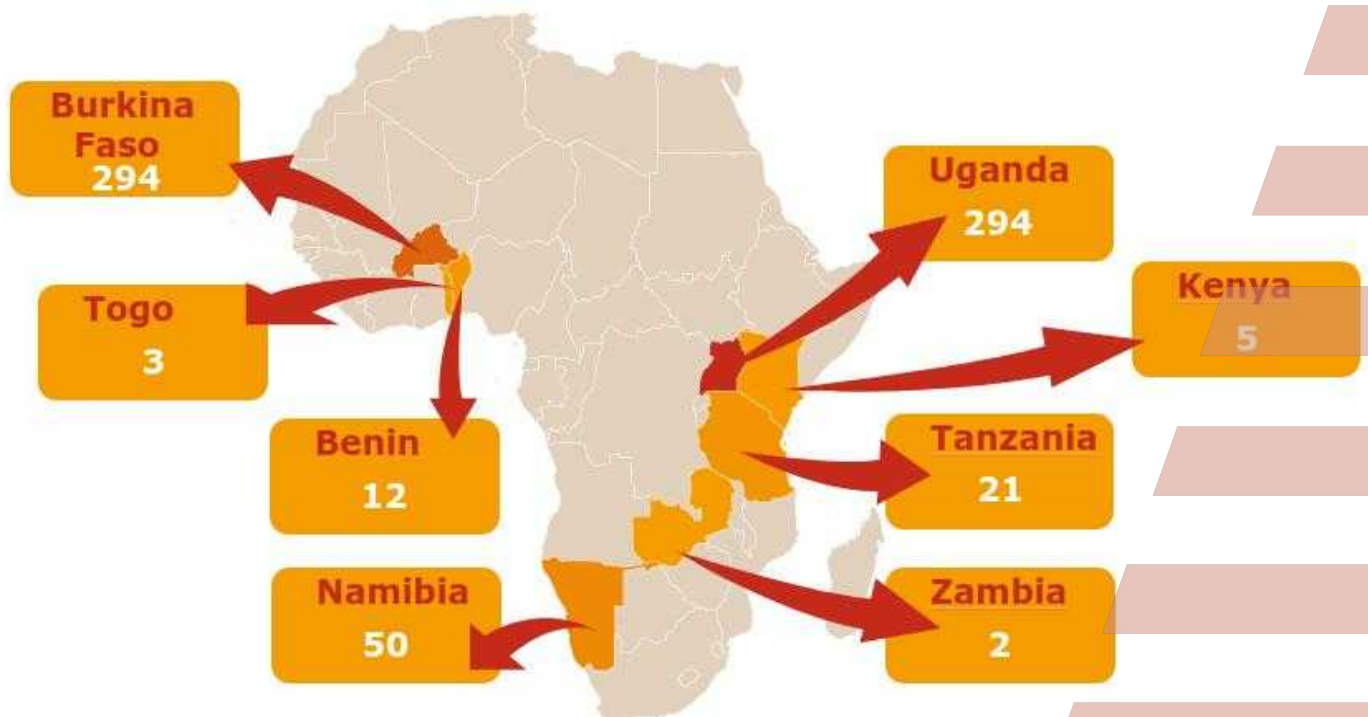 Burkina
Faso
294
Togo
3
Benin
12
Namibia
50
Uganda
294
Kenya
5
Tanzania
21
Zambia
2